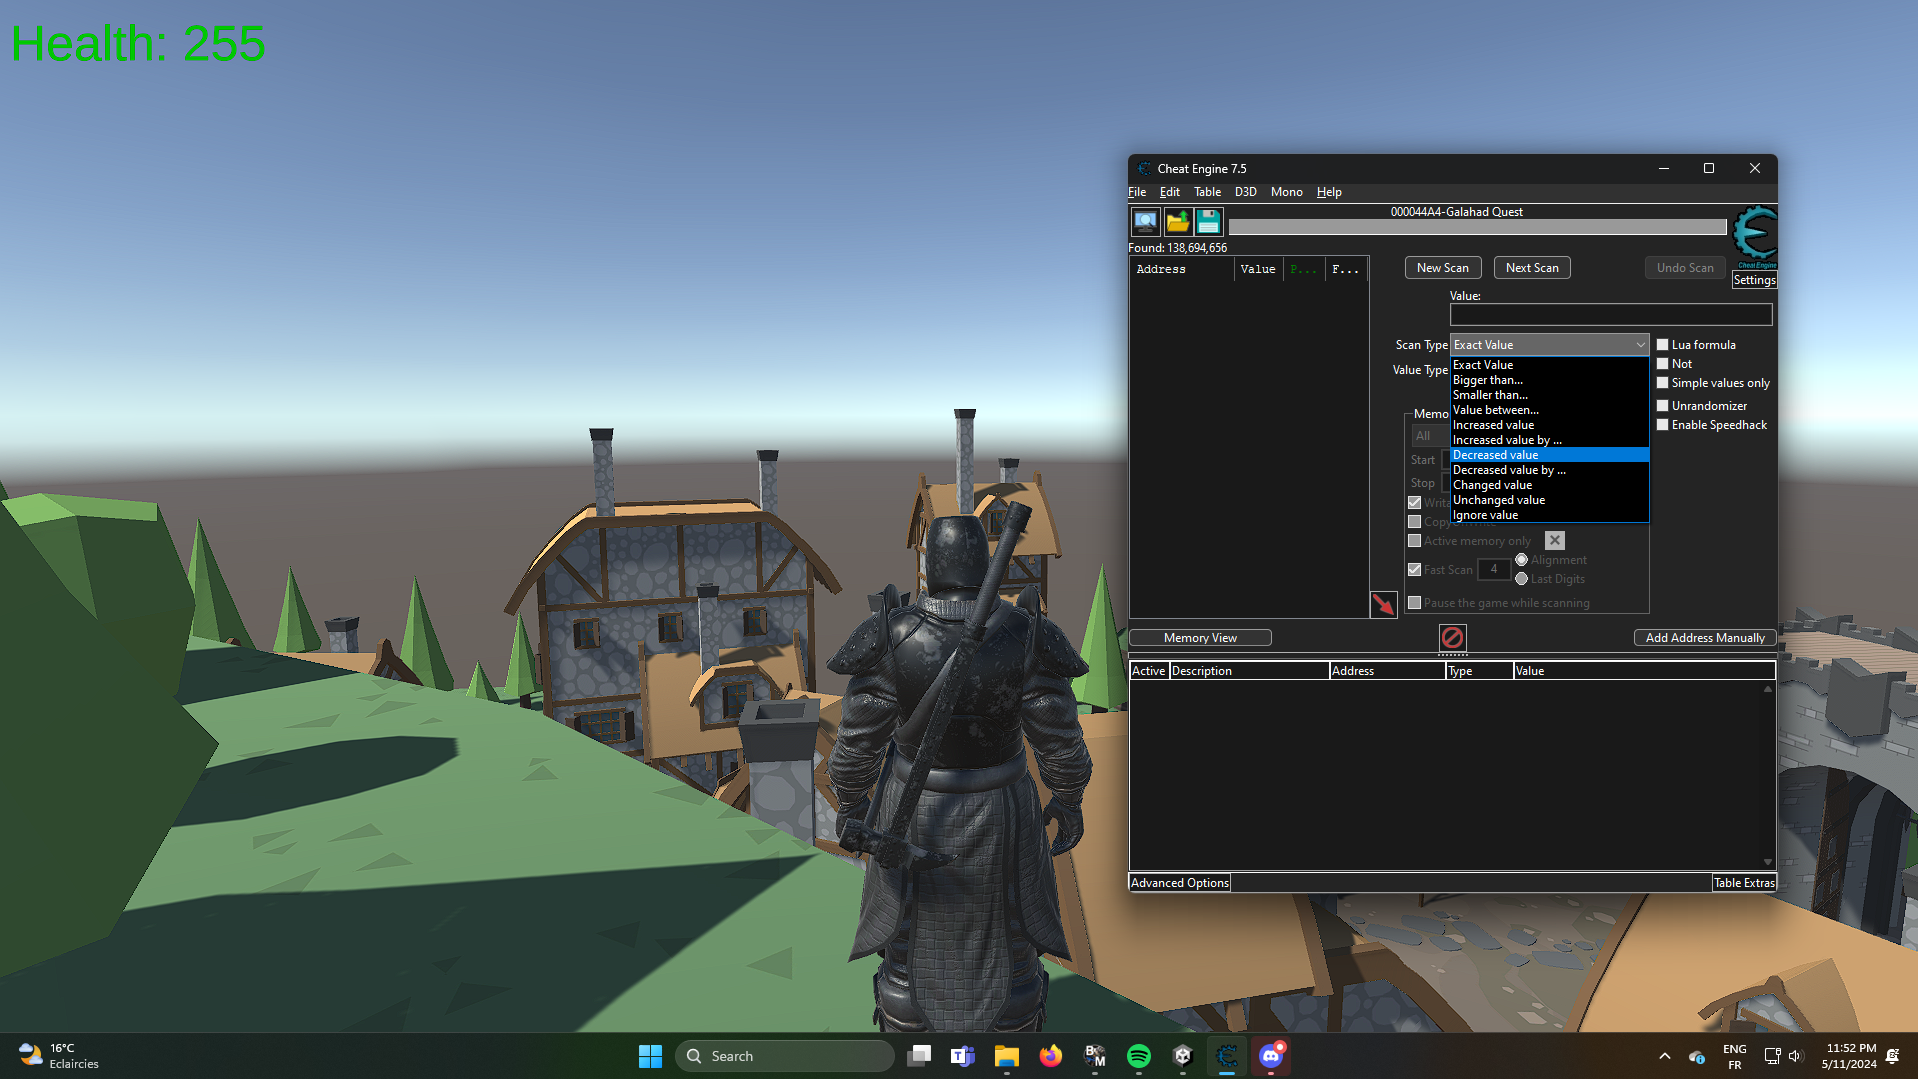 Health: 255
Cheat Engine 7.5
File Edit Table D3D Mono Help
000044A4-Galahad Quest
Found: 138,694,656
Address Value P... F...
New Scan Next Scan Undo Scan
Cheat Engine
Settings
Value:
Scan Type Exact Value
Lua formula
Value Type
Exact Value
Bigger than...
Smaller than...
Value between...
Increased value
Increased value by ...
Decreased value
Decreased value by ...
Changed value
Unchanged value
Ignore value
Not
Simple values only
Unrandomizer
Enable Speedhack
Memo
All
Start
Stop
Writa
Copy
Active memory only
Fast Scan 4
Alignment
Last Digits
Pause the game while scanning
Memory View
Add Address Manually
Active Description Address Type Value
Advanced Options
Table Extras
16°C
Eclaircies
Search
ENG
FR
11:52 PM
5/11/2024